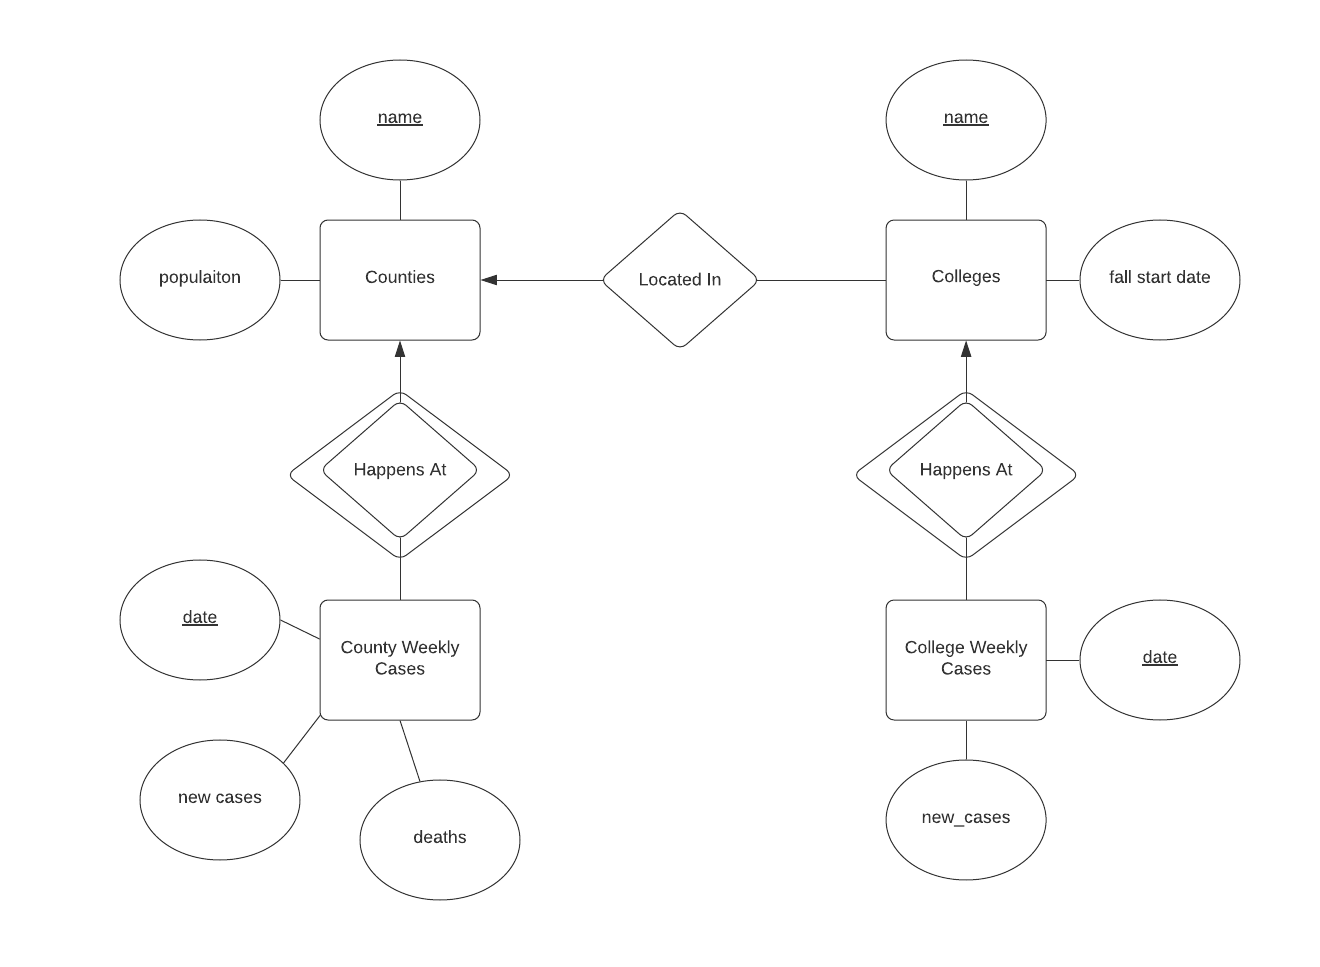 name
name
populaiton
Counties
Located In
Colleges
fall start date
Happens At
Happens At
date
County Weekly
Cases
College Weekly
Cases
date
new cases
deaths
new_cases